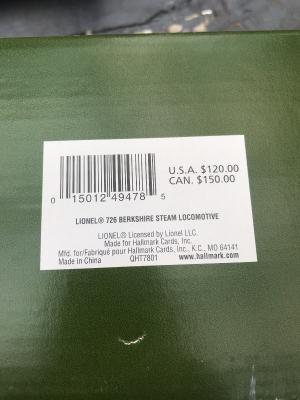 U.S.A. $120.00
CAN. $150.00
0 15012 49478 5
LIONEL® 726 BERKSHIRE STEAM LOCOMOTIVE
LIONEL® Licensed by Lionel LLC.
Made for Hallmark Cards, Inc.
Mfd. for/Fabriqué pour Hallmark Cards, Inc., K.C., MO 64141
Made in China QHT7801 www.hallmark.com